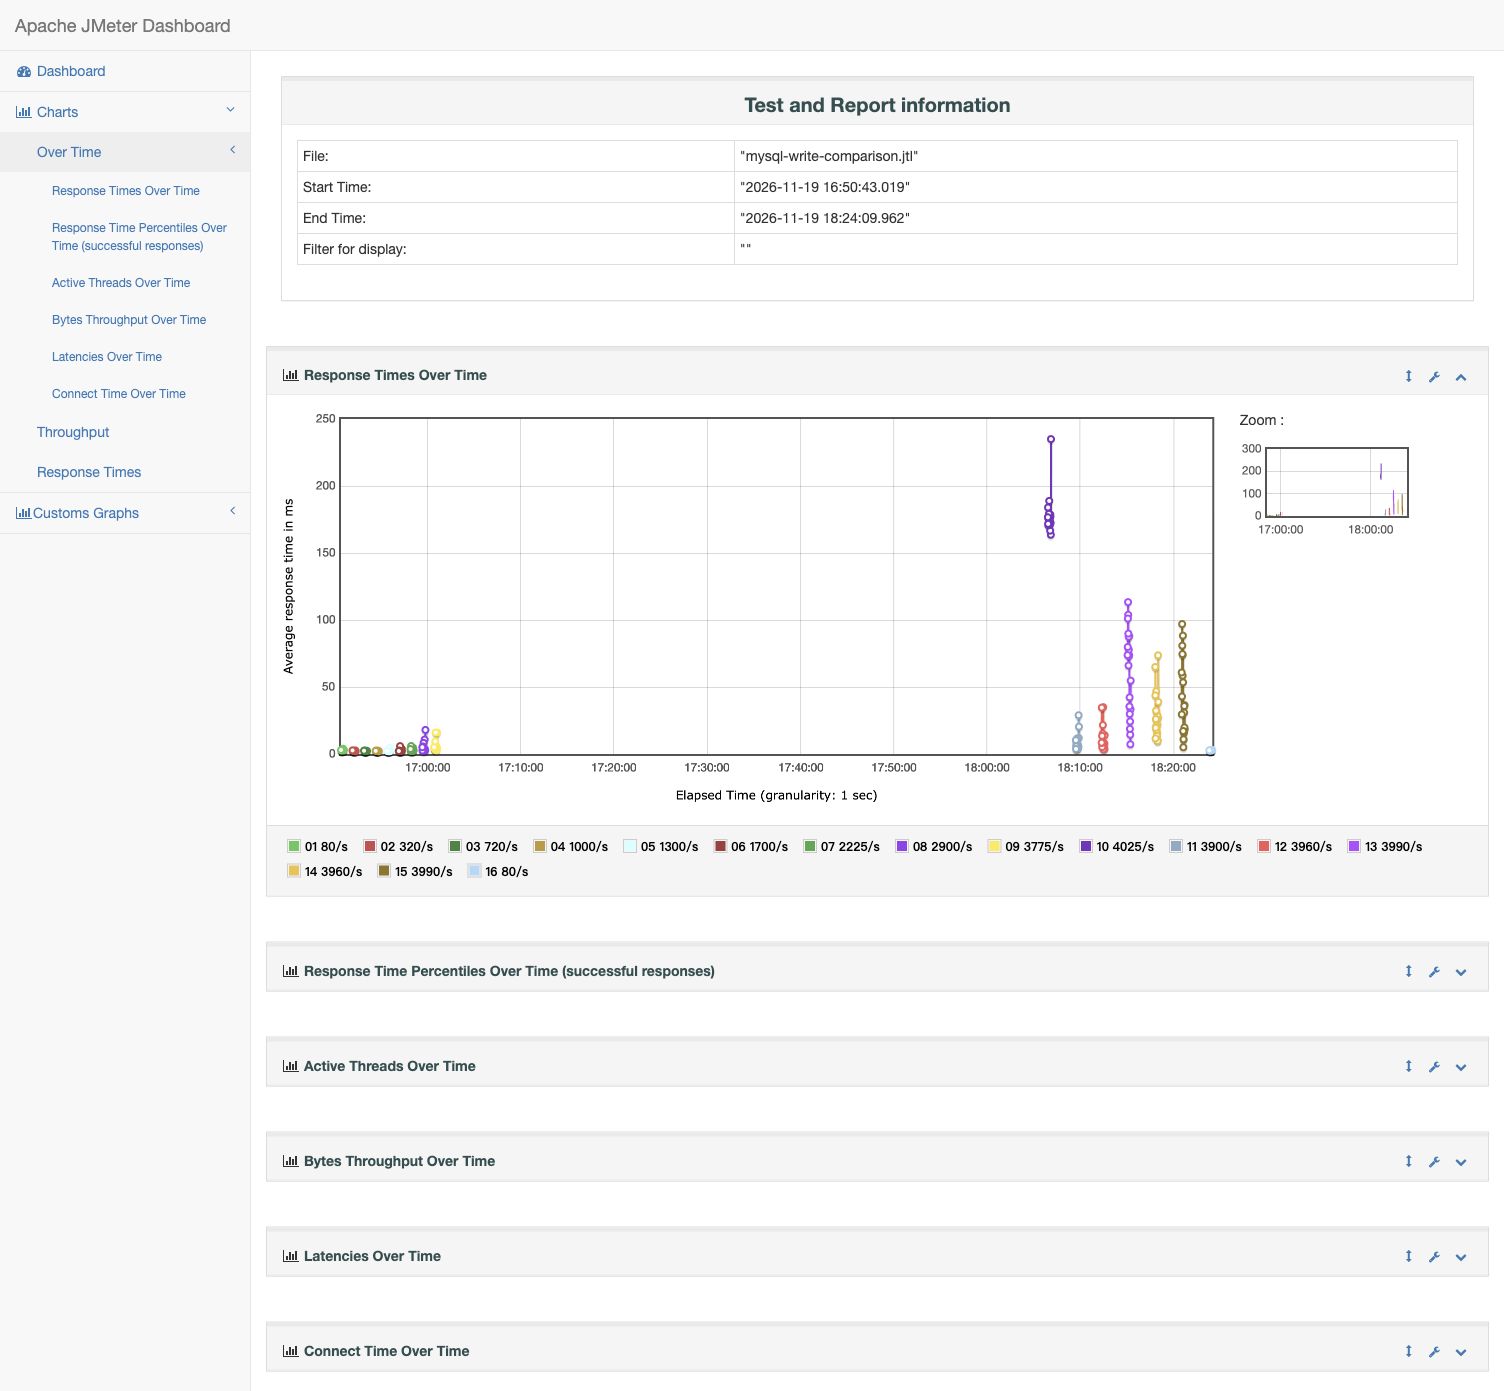 Apache JMeter Dashboard
Dashboard
Charts
Over Time
Response Times Over Time
Response Time Percentiles Over
Time (successful responses)
Active Threads Over Time
Bytes Throughput Over Time
Latencies Over Time
Connect Time Over Time
Throughput
Response Times
Customs Graphs
Test and Report information
File: "mysql-write-comparison.jtl"
Start Time: "2026-11-19 16:50:43.019"
End Time: "2026-11-19 18:24:09.962"
Filter for display: ""
Response Times Over Time
250
200
150
100
50
0
Average response time in ms
17:00:00 17:10:00 17:20:00 17:30:00 17:40:00 17:50:00 18:00:00 18:10:00 18:20:00
Elapsed Time (granularity: 1 sec)
Zoom :
300
200
100
0
17:00:00 18:00:00
01 80/s 02 320/s 03 720/s 04 1000/s 05 1300/s 06 1700/s 07 2225/s 08 2900/s 09 3775/s 10 4025/s 11 3900/s 12 3960/s 13 3990/s
14 3960/s 15 3990/s 16 80/s
Response Time Percentiles Over Time (successful responses)
Active Threads Over Time
Bytes Throughput Over Time
Latencies Over Time
Connect Time Over Time